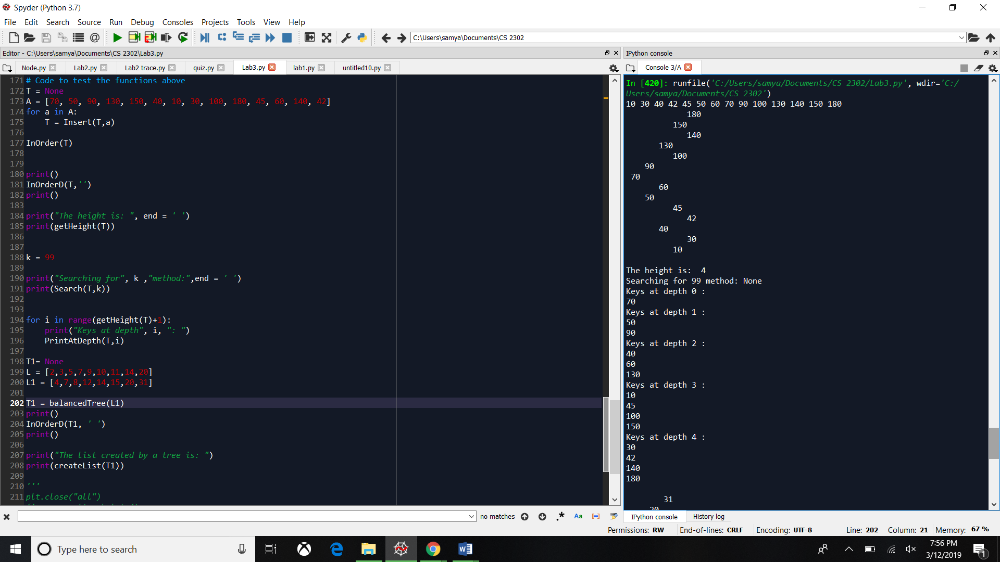 Spyder (Python 3.7)
File Edit Search Source Run Debug Consoles Projects Tools View Help
C:\Users\samya\Documents\CS 2302
Editor - C:\Users\samya\Documents\CS 2302\Lab3.py
Node.py Lab2.py Lab2 trace.py quiz.py Lab3.py lab1.py untitled10.py
171 # Code to test the functions above
172 T = None
173 A = [70, 50, 90, 130, 150, 40, 10, 30, 100, 180, 45, 60, 140, 42]
174 for a in A:
175     T = Insert(T,a)
176
177 InOrder(T)
178
179
180 print()
181 InOrderD(T,'')
182 print()
183
184 print("The height is: ", end = ' ')
185 print(getHeight(T))
186
187
188 k = 99
189
190 print("Searching for", k ,"method:",end = ' ')
191 print(Search(T,k))
192
193
194 for i in range(getHeight(T)+1):
195     print("Keys at depth", i, ": ")
196     PrintAtDepth(T,i)
197
198 T1= None
199 L = [2,3,5,7,9,10,11,14,20]
200 L1 = [4,7,8,12,14,15,20,31]
201
202 T1 = balancedTree(L1)
203 print()
204 InOrderD(T1, ' ')
205 print()
206
207 print("The list created by a tree is: ")
208 print(createList(T1))
209
210 '''
211 plt.close("all")
no matches
.* Aa
IPython console
Console 3/A
In [420]: runfile('C:/Users/samya/Documents/CS 2302/Lab3.py', wdir='C:/
Users/samya/Documents/CS 2302')
10 30 40 42 45 50 60 70 90 100 130 140 150 180
180
150
140
130
100
90
70
60
50
45
42
40
30
10
The height is:  4
Searching for 99 method: None
Keys at depth 0 :
70
Keys at depth 1 :
50
90
Keys at depth 2 :
40
60
130
Keys at depth 3 :
10
45
100
150
Keys at depth 4 :
30
42
140
180
31
20
IPython console History log
Permissions: RW End-of-lines: CRLF Encoding: UTF-8 Line: 202 Column: 21 Memory: 67 %
Type here to search
7:56 PM
3/12/2019
1